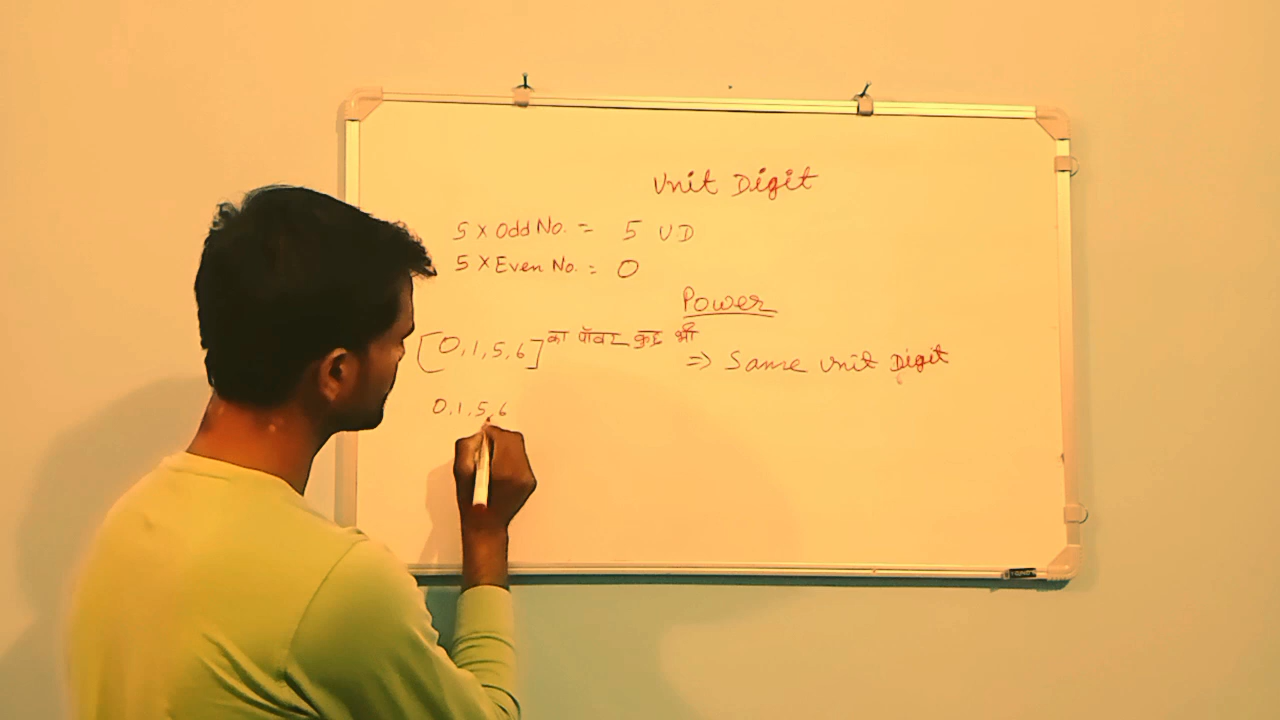 Unit Digit
5 × Odd No. = 5 UD
5 × Even No. = 0
Power
[0,1,5,6] का पॉवर कुछ भी => Same Unit Digit
0,1,5,6